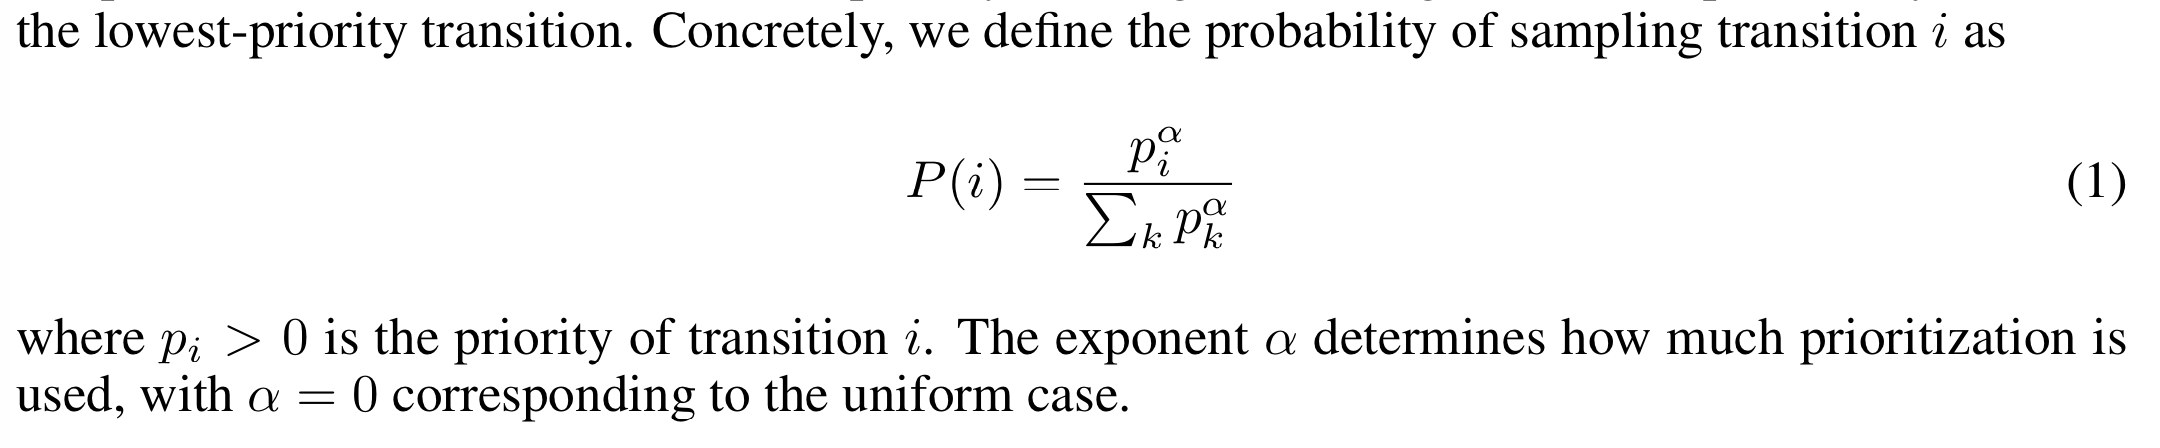 the lowest-priority transition. Concretely, we define the probability of sampling transition i as
P(i) = p_i^α / ∑_k p_k^α (1)
where p_i > 0 is the priority of transition i. The exponent α determines how much prioritization is
used, with α = 0 corresponding to the uniform case.